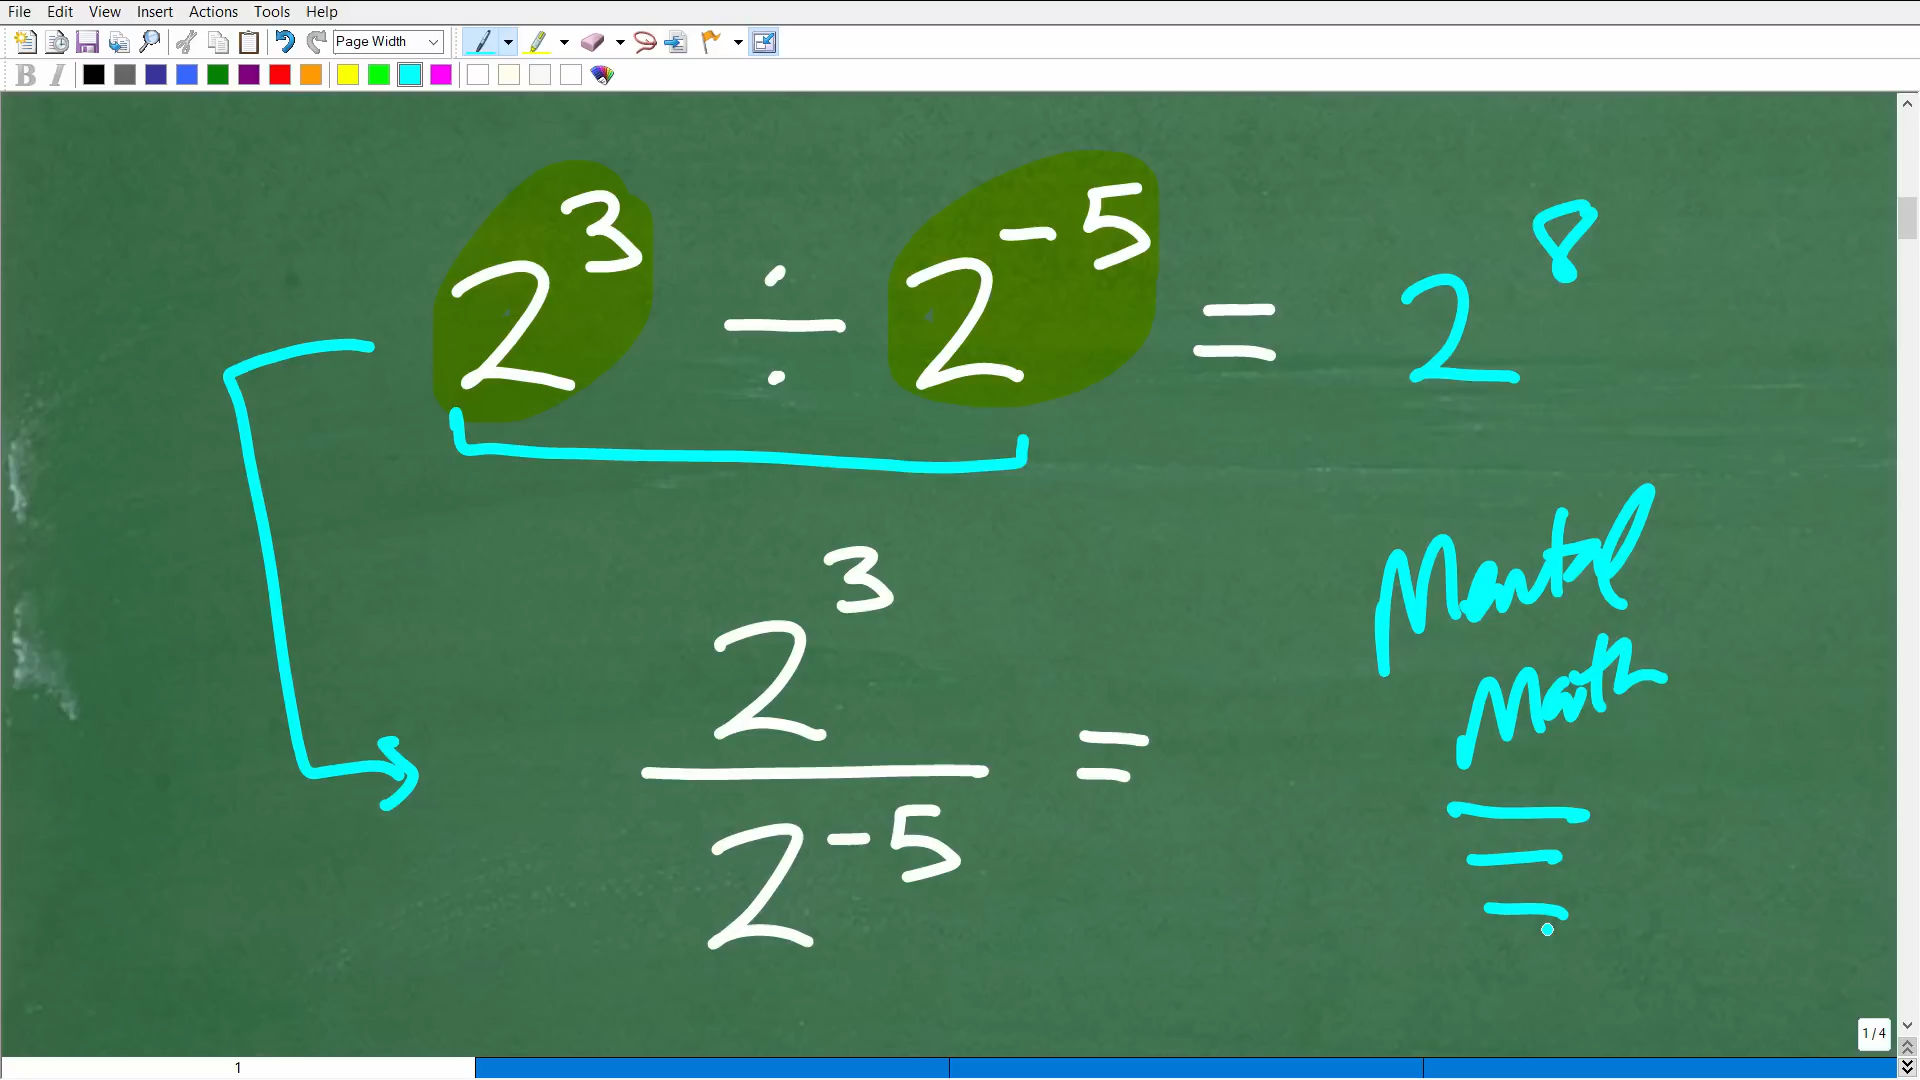 File Edit View Insert Actions Tools Help
Page Width
B I
2³ ÷ 2⁻⁵ = 2⁸
Mental
Math
2³
2⁻⁵ =
1 / 4
1